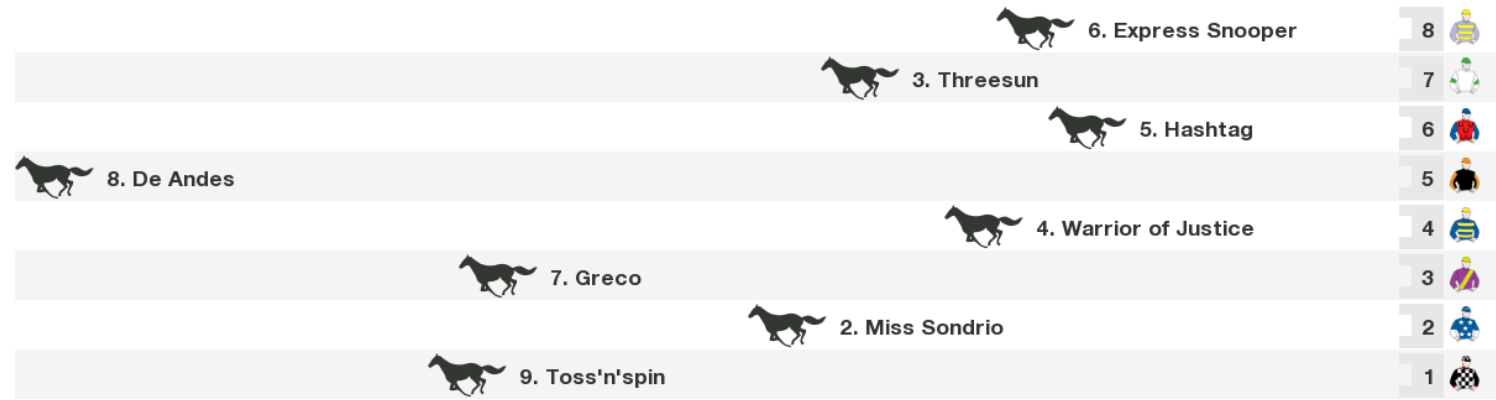 6. Express Snooper 8
3. Threesun 7
5. Hashtag 6
8. De Andes 5
4. Warrior of Justice 4
7. Greco 3
2. Miss Sondrio 2
9. Toss'n'spin 1